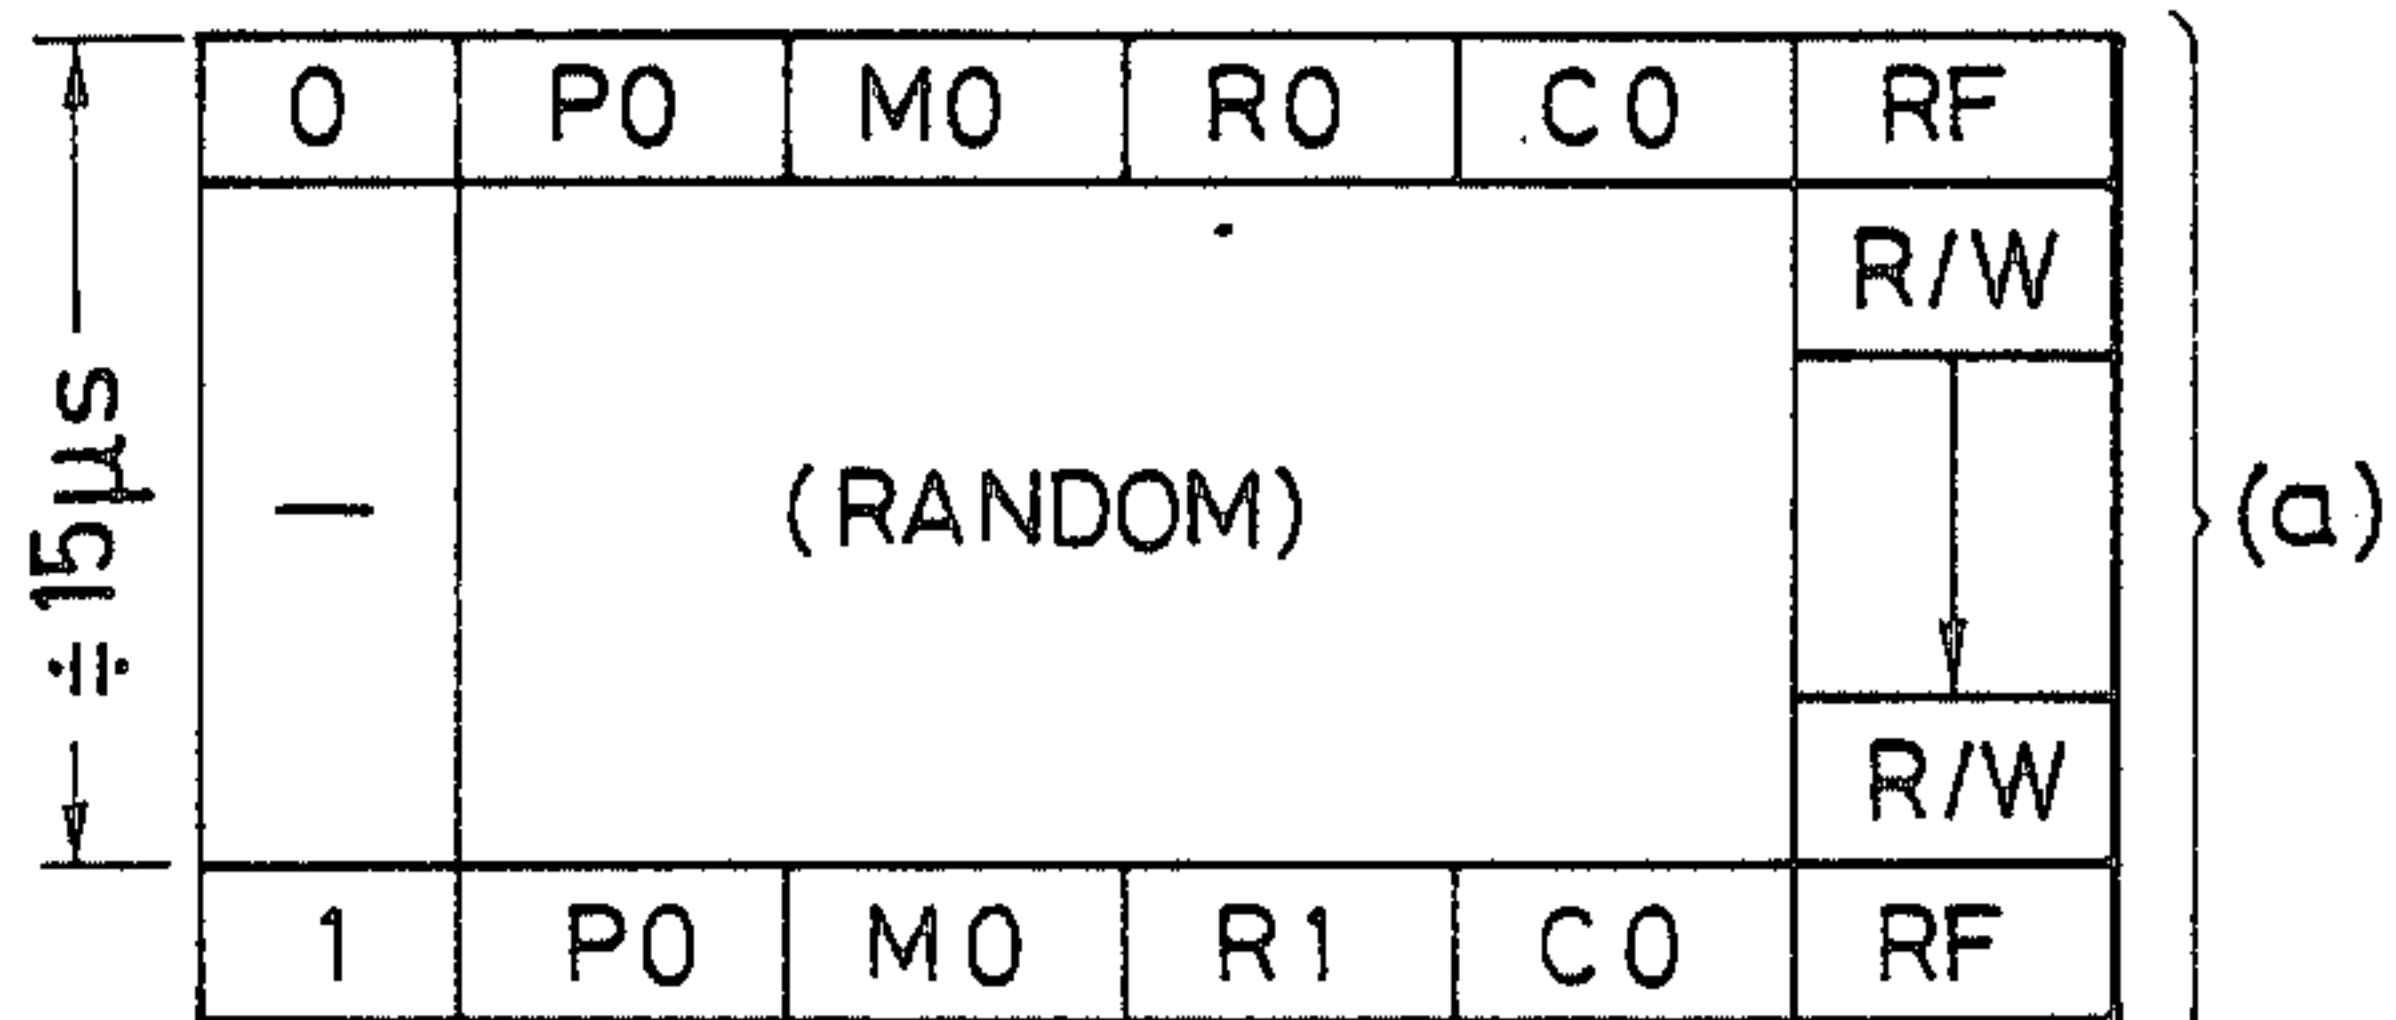 0 P0 M0 R0 C0 RF
R/W
≒ 15μs — (RANDOM) (a)
R/W
1 P0 M0 R1 C0 RF